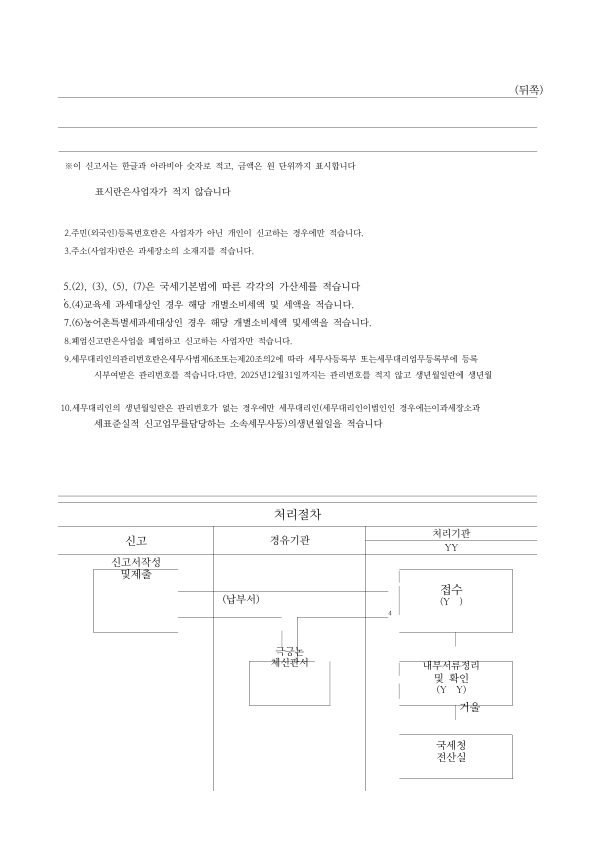 (뒤쪽)
※이 신고서는 한글과 아라비아 숫자로 적고, 금액은 원 단위까지 표시합니다
표시란은사업자가 적지 않습니다
2.주민(외국인)등록번호란은 사업자가 아닌 개인이 신고하는 경우에만 적습니다.
3.주소(사업자)란은 과세장소의 소재지를 적습니다.
5.(2), (3), (5), (7)은 국세기본법에 따른 각각의 가산세를 적습니다
6.(4)교육세 과세대상인 경우 해당 개별소비세액 및 세액을 적습니다.
7.(6)농어촌특별세과세대상인 경우 해당 개별소비세액 및세액을 적습니다.
8.폐업신고란은사업을 폐업하고 신고하는 사업자만 적습니다.
9.세무대리인의관리번호란은세무사법제6조또는제20조의2에 따라 세무사등록부 또는세무대리업무등록부에 등록
시부여받은 관리번호를 적습니다.다만, 2025년12월31일까지는 관리번호를 적지 않고 생년월일란에 생년월
10.세무대리인의 생년월일란은 관리번호가 없는 경우에만 세무대리인(세무대리인이법인인 경우에는이과세장소과
세표준실적 신고업무를담당하는 소속세무사등)의생년월일을 적습니다
처리절차
신고 경유기관 처리기관
YY
신고서작성
및제출
접수
(Y )
(납부서)
4
극궁논
체신관서
내부서류정리
및 확인
(Y Y)
거울
국세청
전산실